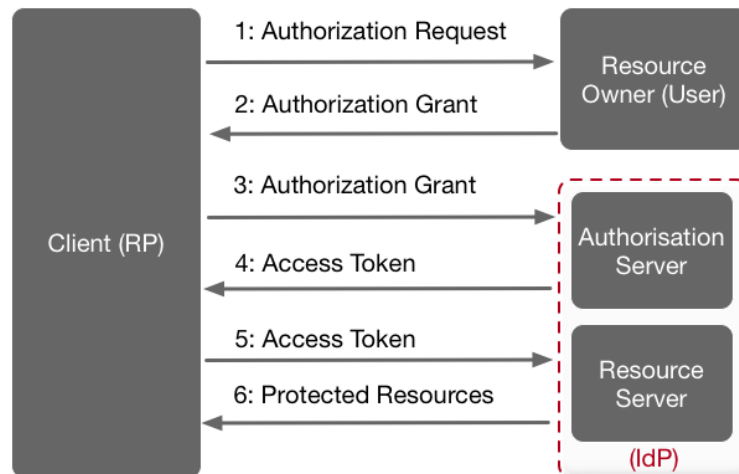 1: Authorization Request
Resource
Owner (User)
2: Authorization Grant
3: Authorization Grant
Client (RP)
Authorisation
Server
4: Access Token
5: Access Token
Resource
Server
6: Protected Resources
(IdP)